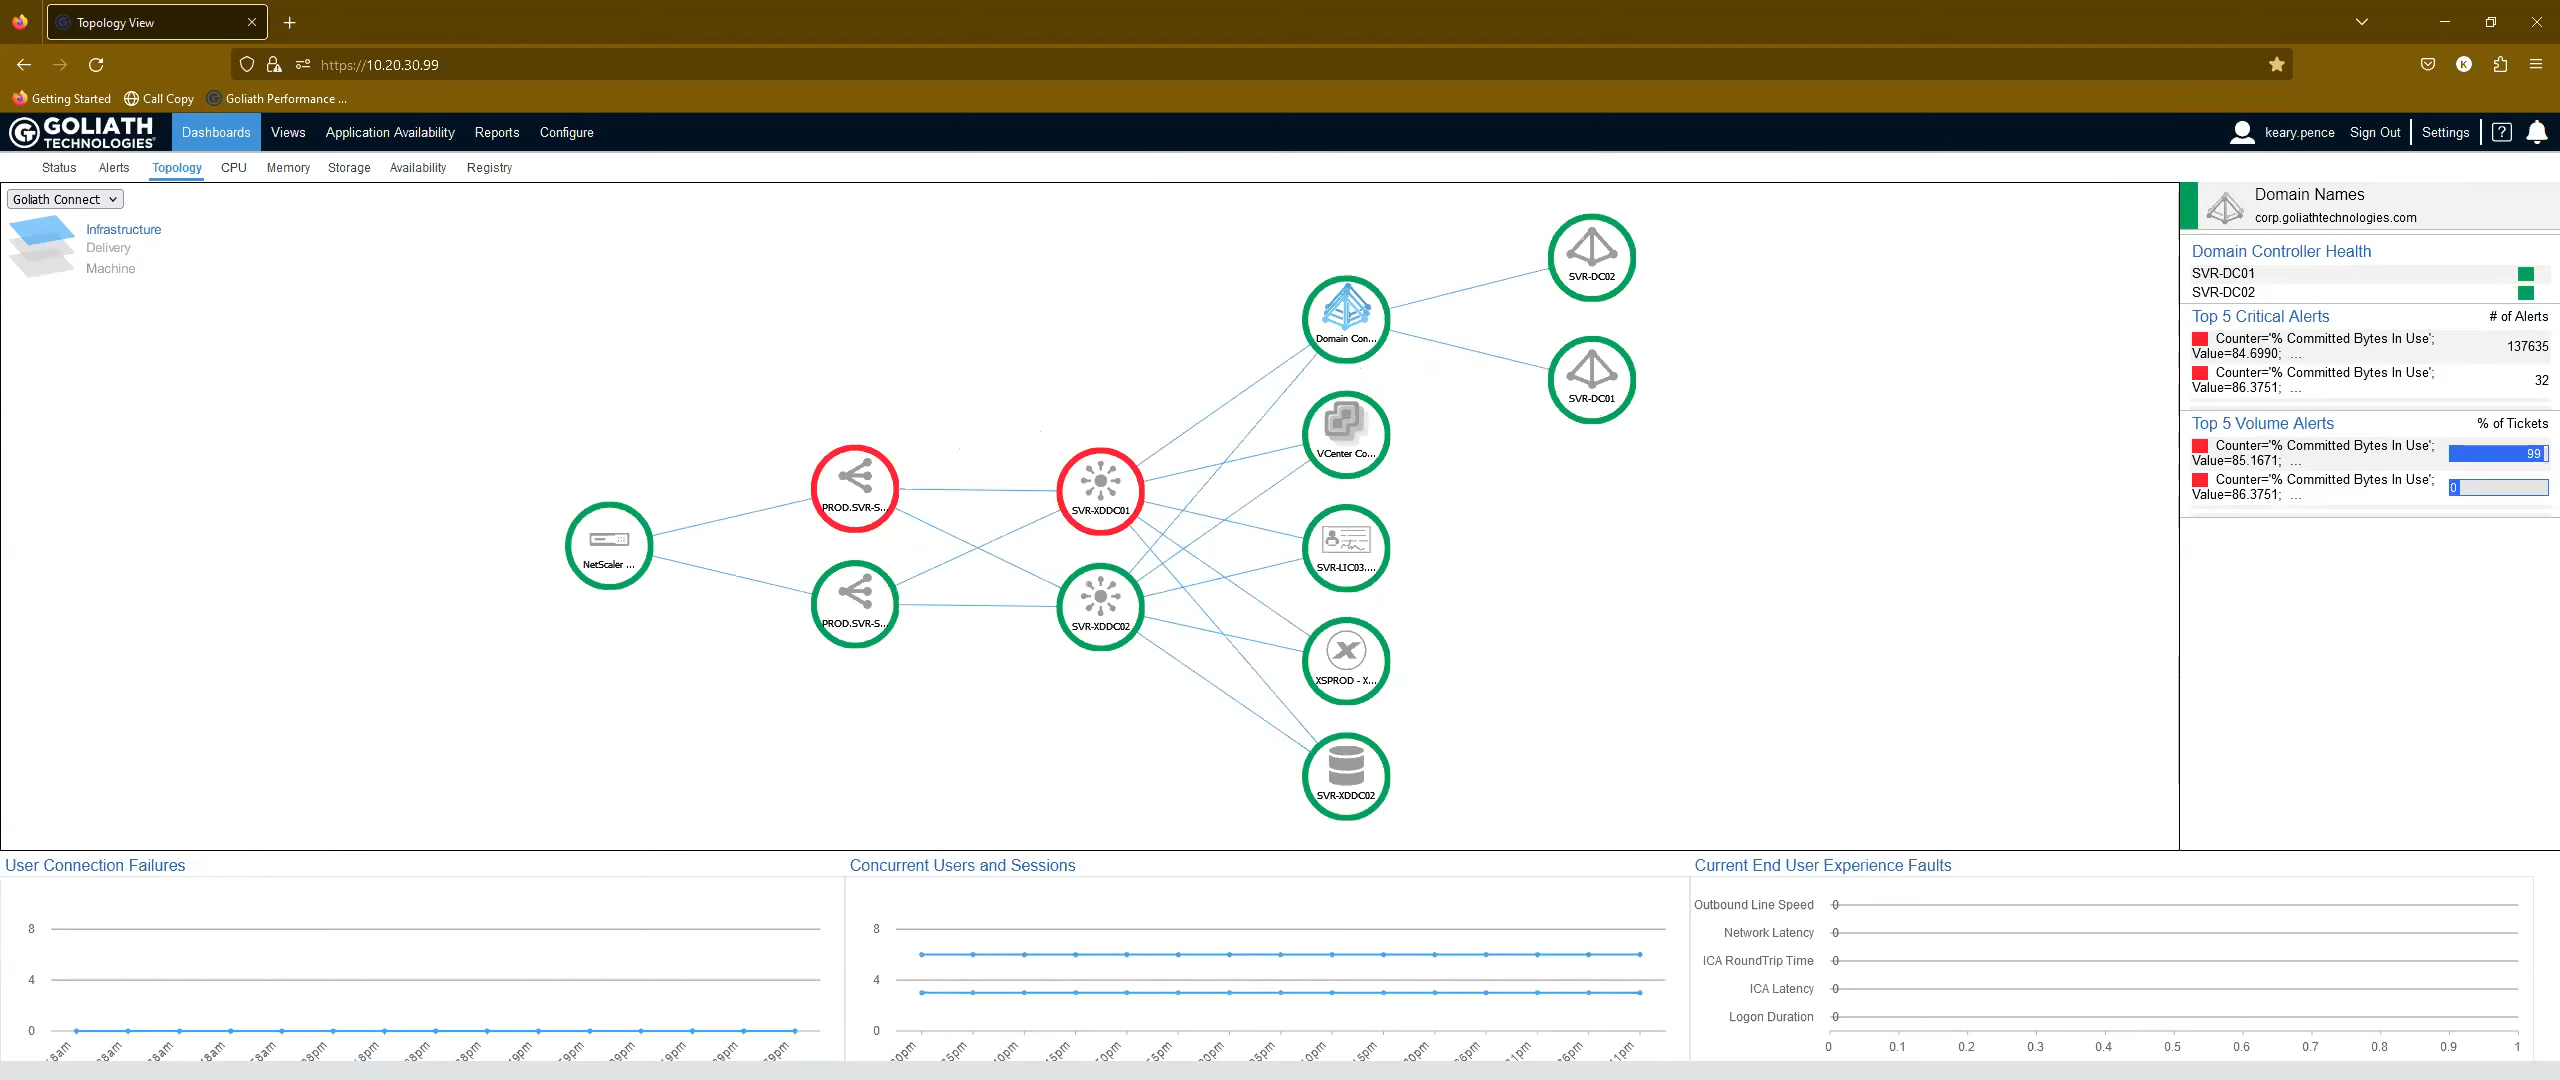 Topology View
https://10.20.30.99
K
Getting Started Call Copy Goliath Performance ...
GOLIATH TECHNOLOGIES
Dashboards Views Application Availability Reports Configure
keary.pence Sign Out Settings ?
Status Alerts Topology CPU Memory Storage Availability Registry
Goliath Connect
Infrastructure
Delivery
Machine
NetScaler ...
PROD.SVR-S...
PROD.SVR-S...
SVR-XDDC01
SVR-XDDC02
Domain Con...
VCenter Co...
SVR-LIC03....
XSPROD - X...
SVR-XDDC02
SVR-DC02
SVR-DC01
Domain Names
corp.goliathtechnologies.com
Domain Controller Health
SVR-DC01
SVR-DC02
Top 5 Critical Alerts # of Alerts
Counter='% Committed Bytes In Use';
Value=84.6990; ... 137635
Counter='% Committed Bytes In Use';
Value=86.3751; ... 32
Top 5 Volume Alerts % of Tickets
Counter='% Committed Bytes In Use';
Value=85.1671; ... 99
Counter='% Committed Bytes In Use';
Value=86.3751; ... 0
User Connection Failures
8
4
0
Concurrent Users and Sessions
8
4
0
Current End User Experience Faults
Outbound Line Speed 0
Network Latency 0
ICA RoundTrip Time 0
ICA Latency 0
Logon Duration 0
0 0.1 0.2 0.3 0.4 0.5 0.6 0.7 0.8 0.9 1